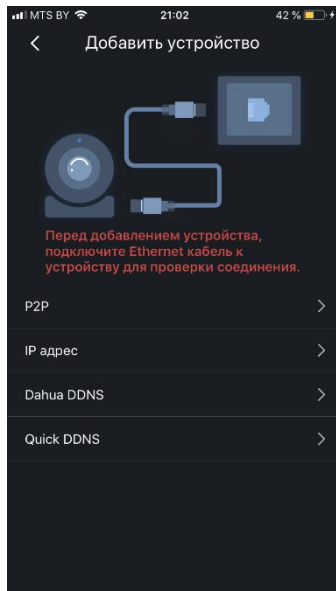 MTS BY 21:02 42 %
Добавить устройство
Перед добавлением устройства,
подключите Ethernet кабель к
устройству для проверки соединения.
P2P
IP адрес
Dahua DDNS
Quick DDNS